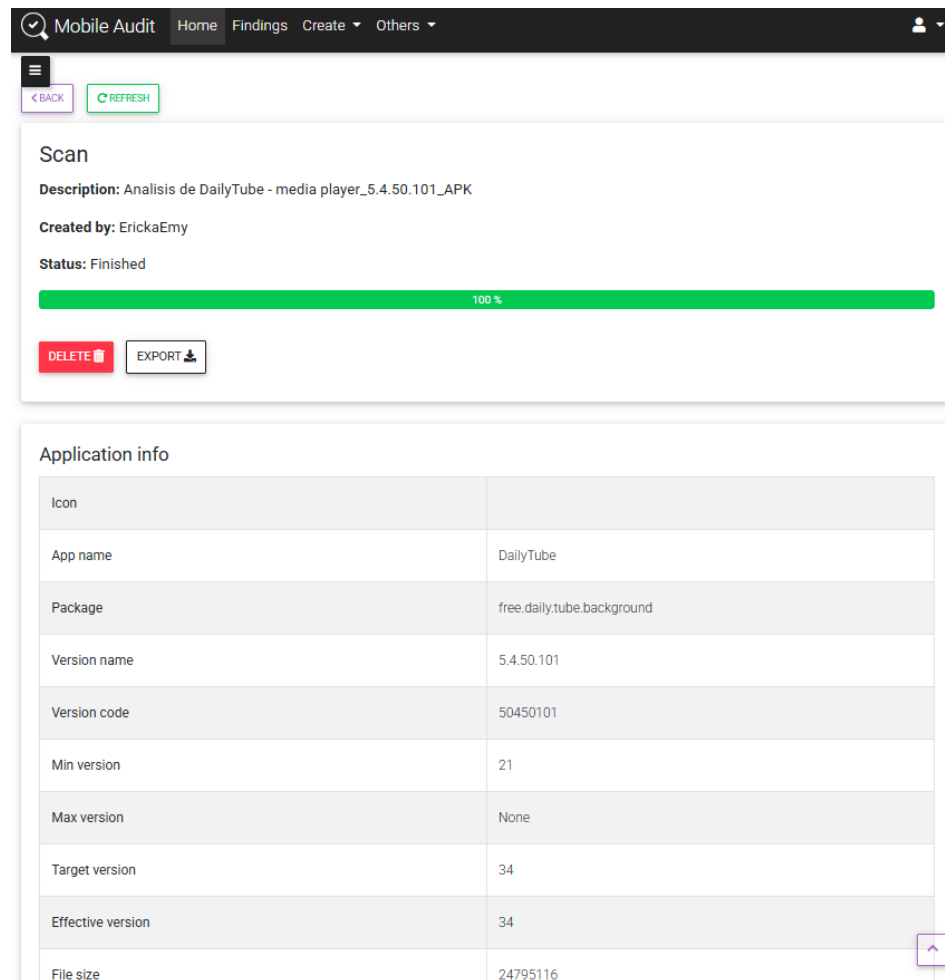 Mobile Audit Home Findings Create Others
BACK REFRESH
Scan
Description: Analisis de DailyTube - media player_5.4.50.101_APK
Created by: ErickaEmy
Status: Finished
100 %
DELETE EXPORT
Application info
Icon
App name DailyTube
Package free.daily.tube.background
Version name 5.4.50.101
Version code 50450101
Min version 21
Max version None
Target version 34
Effective version 34
File size 24795116